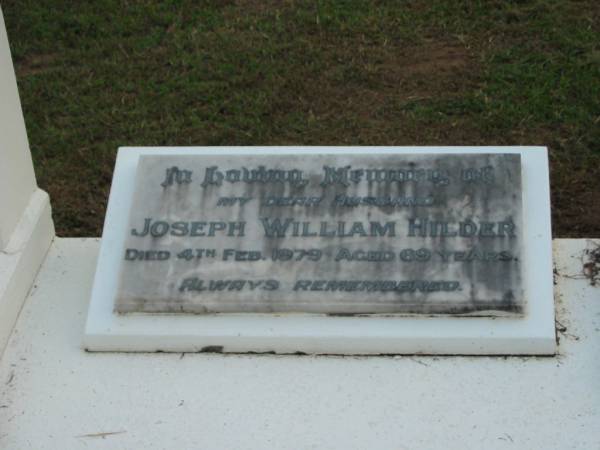 In Loving Memory of
MY DEAR HUSBAND
JOSEPH WILLIAM HILDER
DIED 4TH FEB. 1979 AGED 69 YEARS.
ALWAYS REMEMBERED.